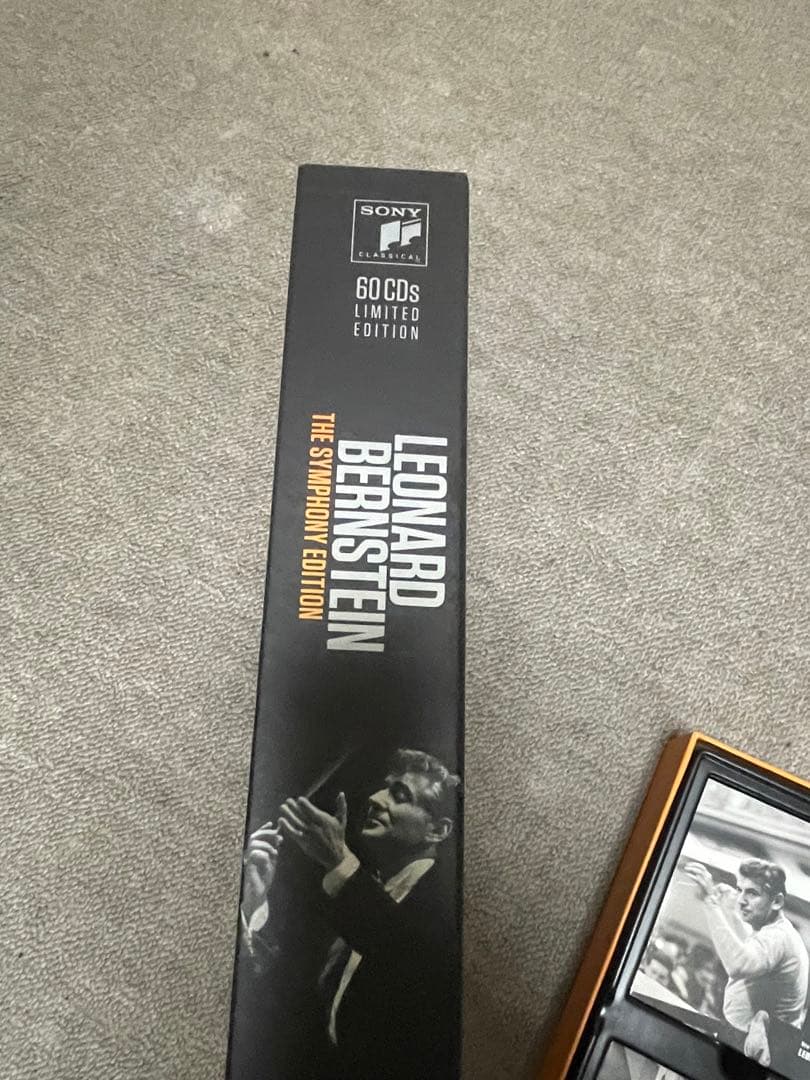 SONY
CLASSICAL
60 CDs
LIMITED
EDITION
LEONARD
BERNSTEIN
THE SYMPHONY EDITION